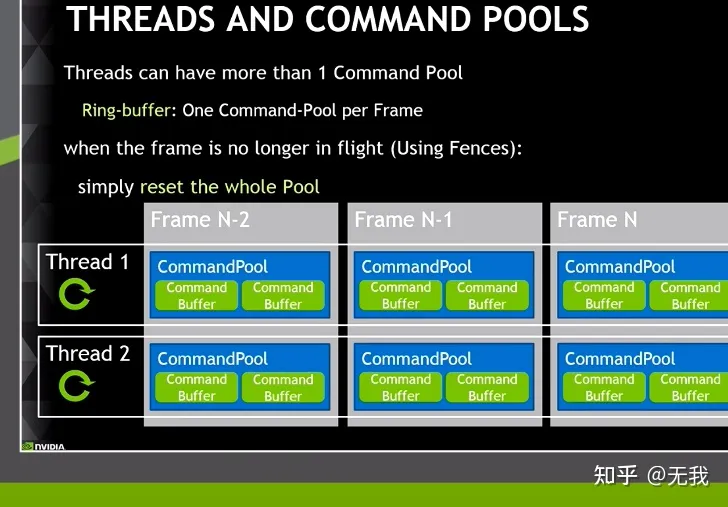 THREADS AND COMMAND POOLS
Threads can have more than 1 Command Pool
Ring-buffer: One Command-Pool per Frame
when the frame is no longer in flight (Using Fences):
simply reset the whole Pool
Frame N-2
Frame N-1
Frame N
Thread 1
CommandPool
Command
Buffer
Command
Buffer
CommandPool
Command
Buffer
Command
Buffer
CommandPool
Command
Buffer
Command
Buffer
Thread 2
CommandPool
Command
Buffer
Command
Buffer
CommandPool
Command
Buffer
Command
Buffer
CommandPool
Command
Buffer
Command
Buffer
NVIDIA
知乎 @无我